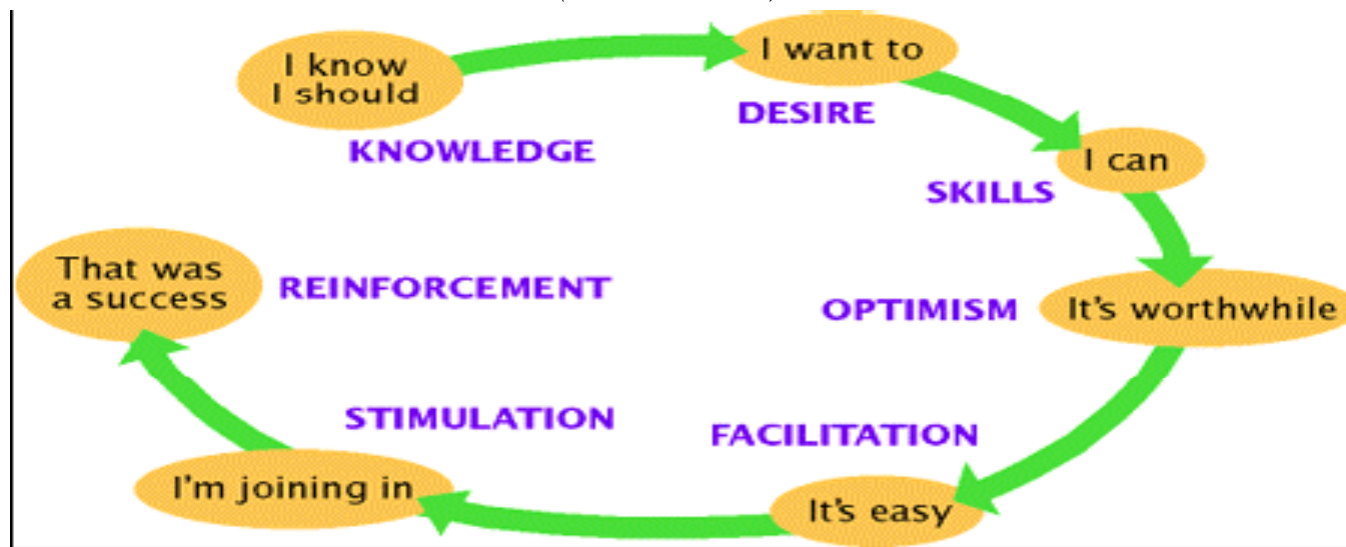 I know
I should
KNOWLEDGE
I want to
DESIRE
I can
SKILLS
It's worthwhile
OPTIMISM
It's easy
FACILITATION
I'm joining in
STIMULATION
That was
a success
REINFORCEMENT